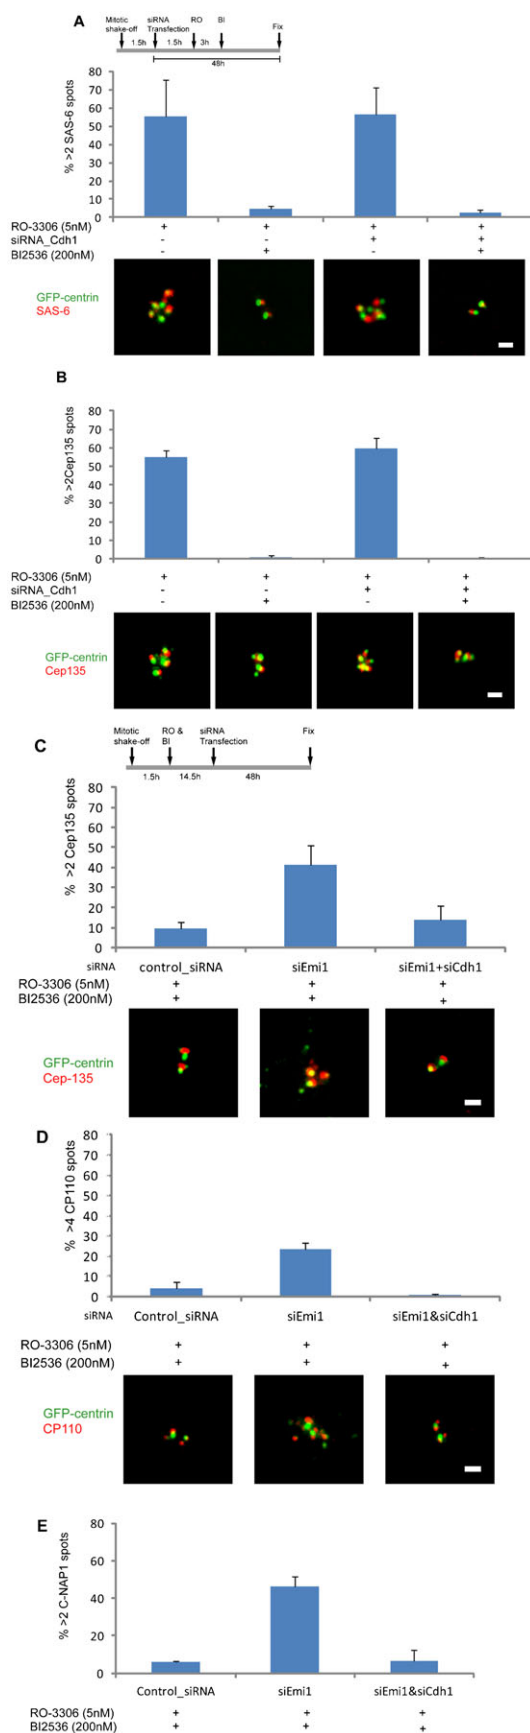 A
Mitotic shake-off siRNA Transfection RO BI Fix
1.5h 1.5h 3h
48h
% >2 SAS-6 spots
80
70
60
50
40
30
20
10
0
RO-3306 (5nM) + + + +
siRNA_Cdh1 - - + +
BI2536 (200nM) - + - +
GFP-centrin
SAS-6
B
% >2Cep135 spots
80
70
60
50
40
30
20
10
0
RO-3306 (5nM) + + + +
siRNA_Cdh1 - - + +
BI2536 (200nM) - + - +
GFP-centrin
Cep135
C
Mitotic shake-off RO & BI siRNA Transfection Fix
1.5h 14.5h 48h
% >2 Cep135 spots
80
70
60
50
40
30
20
10
0
siRNA control_siRNA siEmi1 siEmi1+siCdh1
RO-3306 (5nM) + + +
BI2536 (200nM) + + +
GFP-centrin
Cep-135
D
% >4 CP110 spots
80
70
60
50
40
30
20
10
0
siRNA Control_siRNA siEmi1 siEmi1&siCdh1
RO-3306 (5nM) + + +
BI2536 (200nM) + + +
GFP-centrin
CP110
E
% >2 C-NAP1 spots
80
60
40
20
0
Control_siRNA siEmi1 siEmi1&siCdh1
RO-3306 (5nM) + + +
BI2536 (200nM) + + +